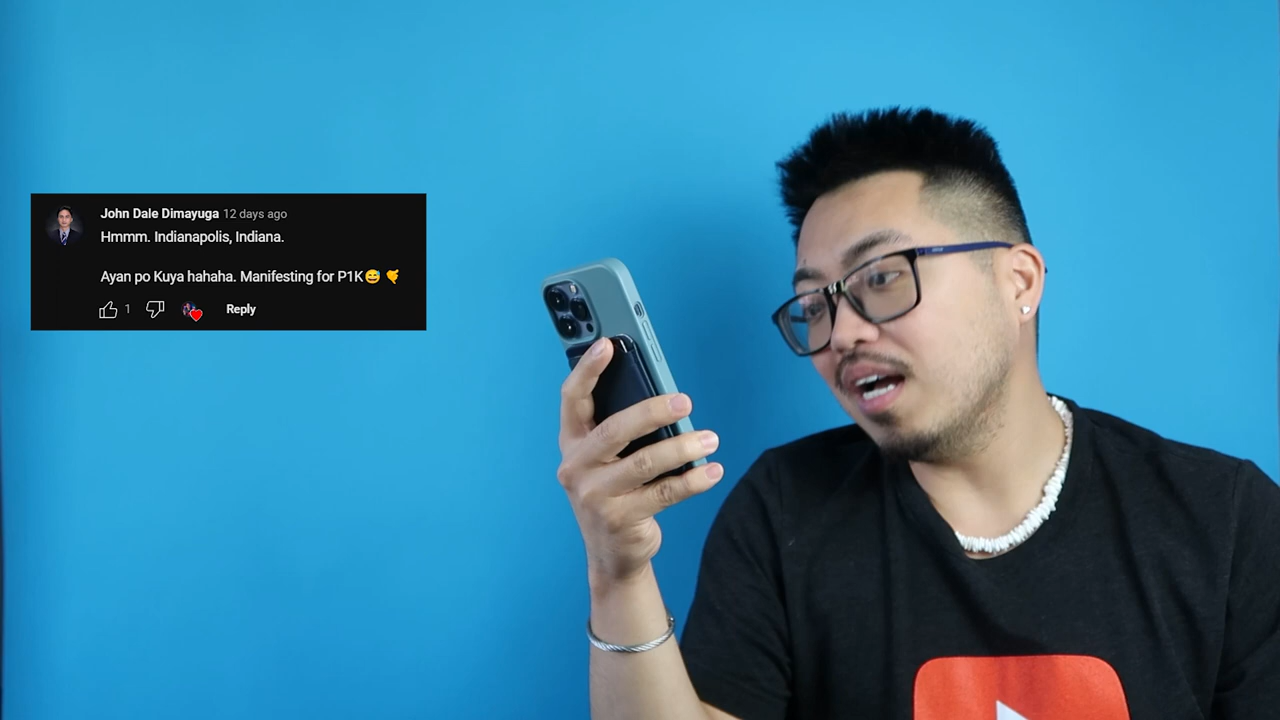 John Dale Dimayuga 12 days ago
Hmmm. Indianapolis, Indiana.
Ayan po Kuya hahaha. Manifesting for P1K😅 🤙
1
Reply